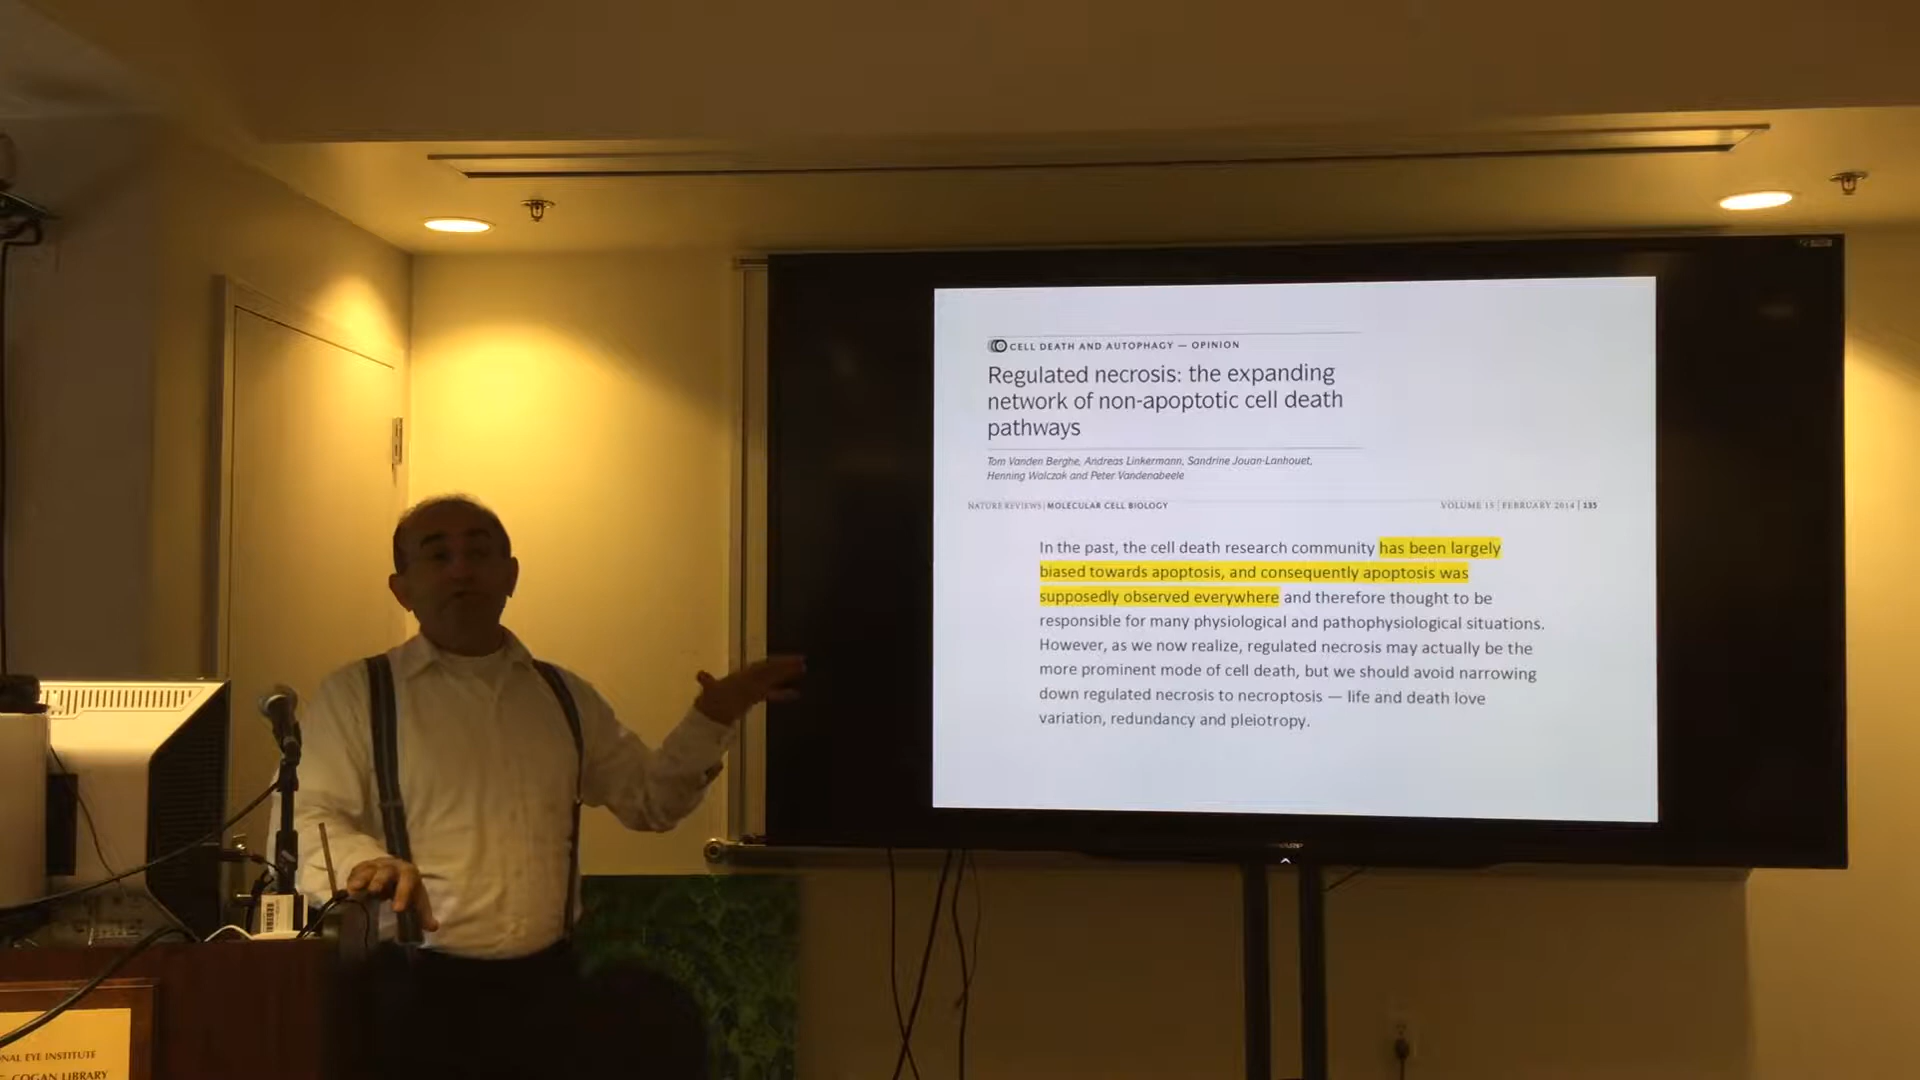 CELL DEATH AND AUTOPHAGY — OPINION
Regulated necrosis: the expanding
network of non-apoptotic cell death
pathways
Tom Vanden Berghe, Andreas Linkermann, Sandrine Jouan-Lanhouet,
Henning Walczak and Peter Vandenabeele
NATURE REVIEWS | MOLECULAR CELL BIOLOGY
VOLUME 15 | FEBRUARY 2014 | 135
In the past, the cell death research community has been largely
biased towards apoptosis, and consequently apoptosis was
supposedly observed everywhere and therefore thought to be
responsible for many physiological and pathophysiological situations.
However, as we now realize, regulated necrosis may actually be the
more prominent mode of cell death, but we should avoid narrowing
down regulated necrosis to necroptosis — life and death love
variation, redundancy and pleiotropy.
ONAL EYE INSTITUTE
COGAN LIBRARY